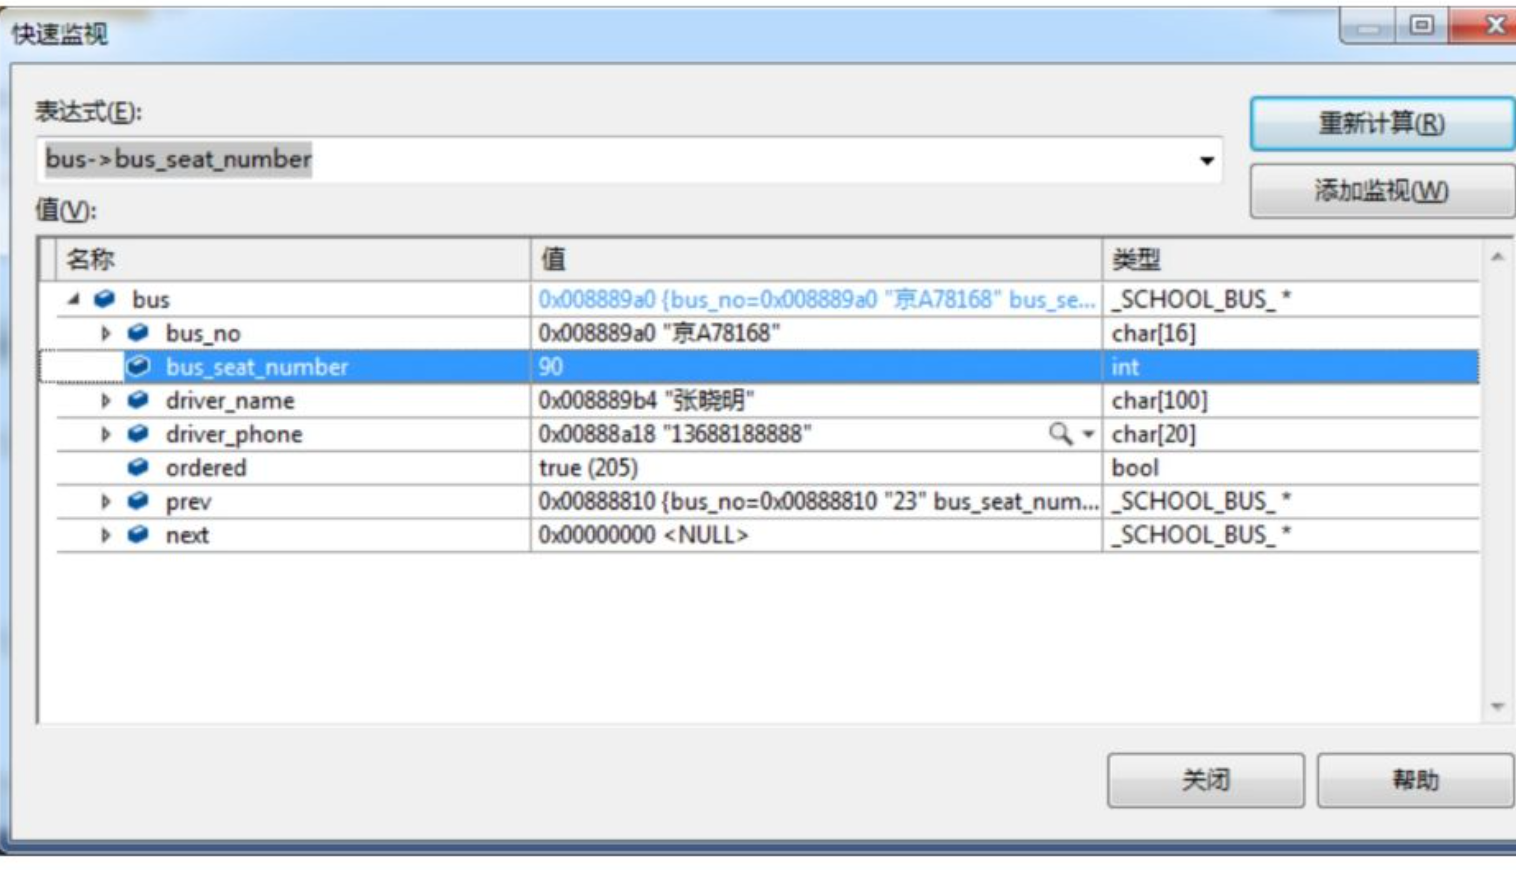 快速监视
表达式(E):
重新计算(R)
bus->bus_seat_number
添加监视(W)
值(V):
名称 值 类型
bus 0x008889a0 {bus_no=0x008889a0 "京A78168" bus_se... _SCHOOL_BUS_ *
bus_no 0x008889a0 "京A78168" char[16]
bus_seat_number 90 int
driver_name 0x008889b4 "张晓明" char[100]
driver_phone 0x00888a18 "13688188888" char[20]
ordered true (205) bool
prev 0x00888810 {bus_no=0x00888810 "23" bus_seat_num... _SCHOOL_BUS_ *
next 0x00000000 <NULL> _SCHOOL_BUS_ *
关闭 帮助